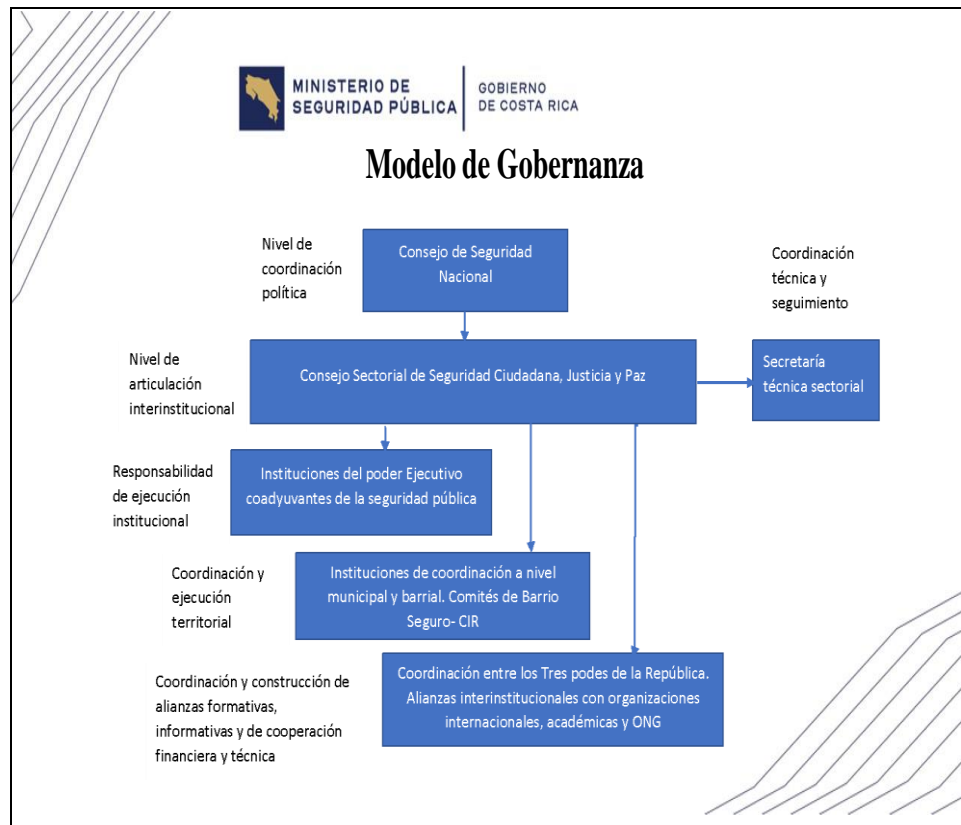 MINISTERIO DE
SEGURIDAD PÚBLICA
GOBIERNO
DE COSTA RICA
Modelo de Gobernanza
Nivel de
coordinación
política
Consejo de Seguridad
Nacional
Coordinación
técnica y
seguimiento
Nivel de
articulación
interinstitucional
Consejo Sectorial de Seguridad Ciudadana, Justicia y Paz
Secretaría
técnica sectorial
Responsabilidad
de ejecución
institucional
Instituciones del poder Ejecutivo
coadyuvantes de la seguridad pública
Coordinación y
ejecución
territorial
Instituciones de coordinación a nivel
municipal y barrial. Comités de Barrio
Seguro- CIR
Coordinación y construcción de
alianzas formativas,
informativas y de cooperación
financiera y técnica
Coordinación entre los Tres podes de la República.
Alianzas interinstitucionales con organizaciones
internacionales, académicas y ONG